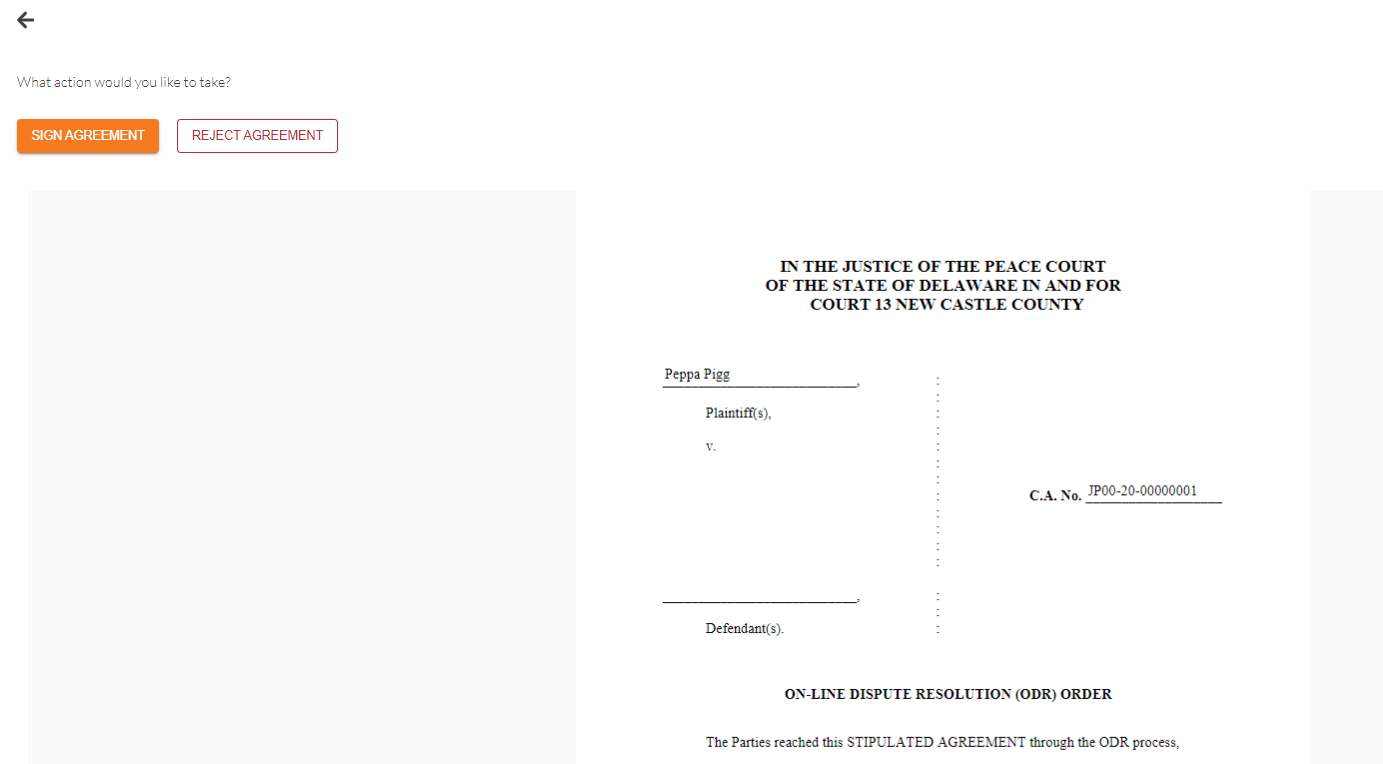 What action would you like to take?
SIGN AGREEMENT
REJECT AGREEMENT
IN THE JUSTICE OF THE PEACE COURT
OF THE STATE OF DELAWARE IN AND FOR
COURT 13 NEW CASTLE COUNTY
Peppa Pigg
,
Plaintiff(s),
v.
C.A. No. JP00-20-00000001
,
Defendant(s).
ON-LINE DISPUTE RESOLUTION (ODR) ORDER
The Parties reached this STIPULATED AGREEMENT through the ODR process,